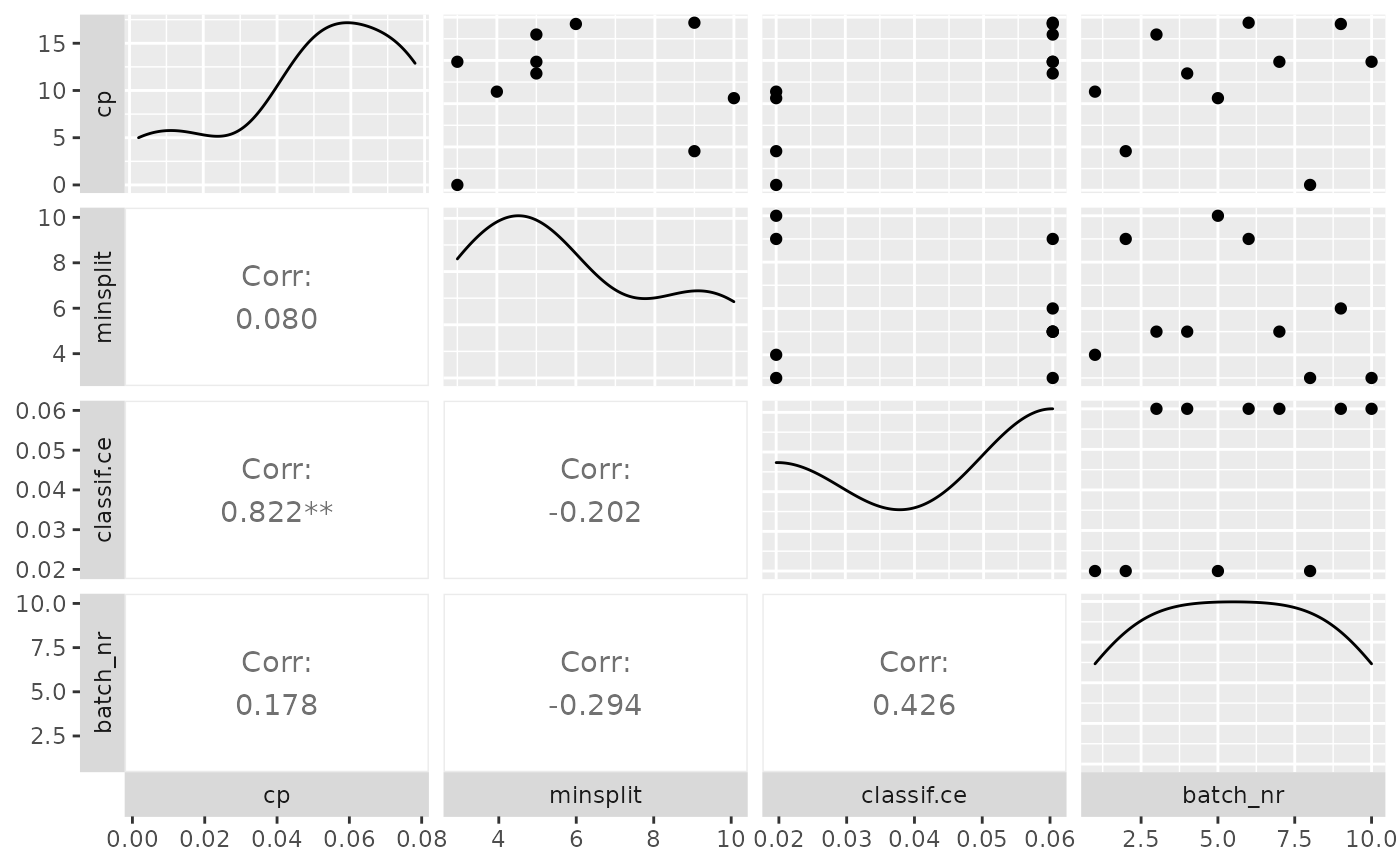 15
10
5
0
cp
10
8
6
4
minsplit
Corr:
0.080
0.06
0.05
0.04
0.03
0.02
classif.ce
Corr:
0.822**
Corr:
-0.202
10.0
7.5
5.0
2.5
batch_nr
Corr:
0.178
Corr:
-0.294
Corr:
0.426
cp minsplit classif.ce batch_nr
0.00 0.02 0.04 0.06 0.08 4 6 8 10 0.02 0.03 0.04 0.05 0.06 2.5 5.0 7.5 10.0